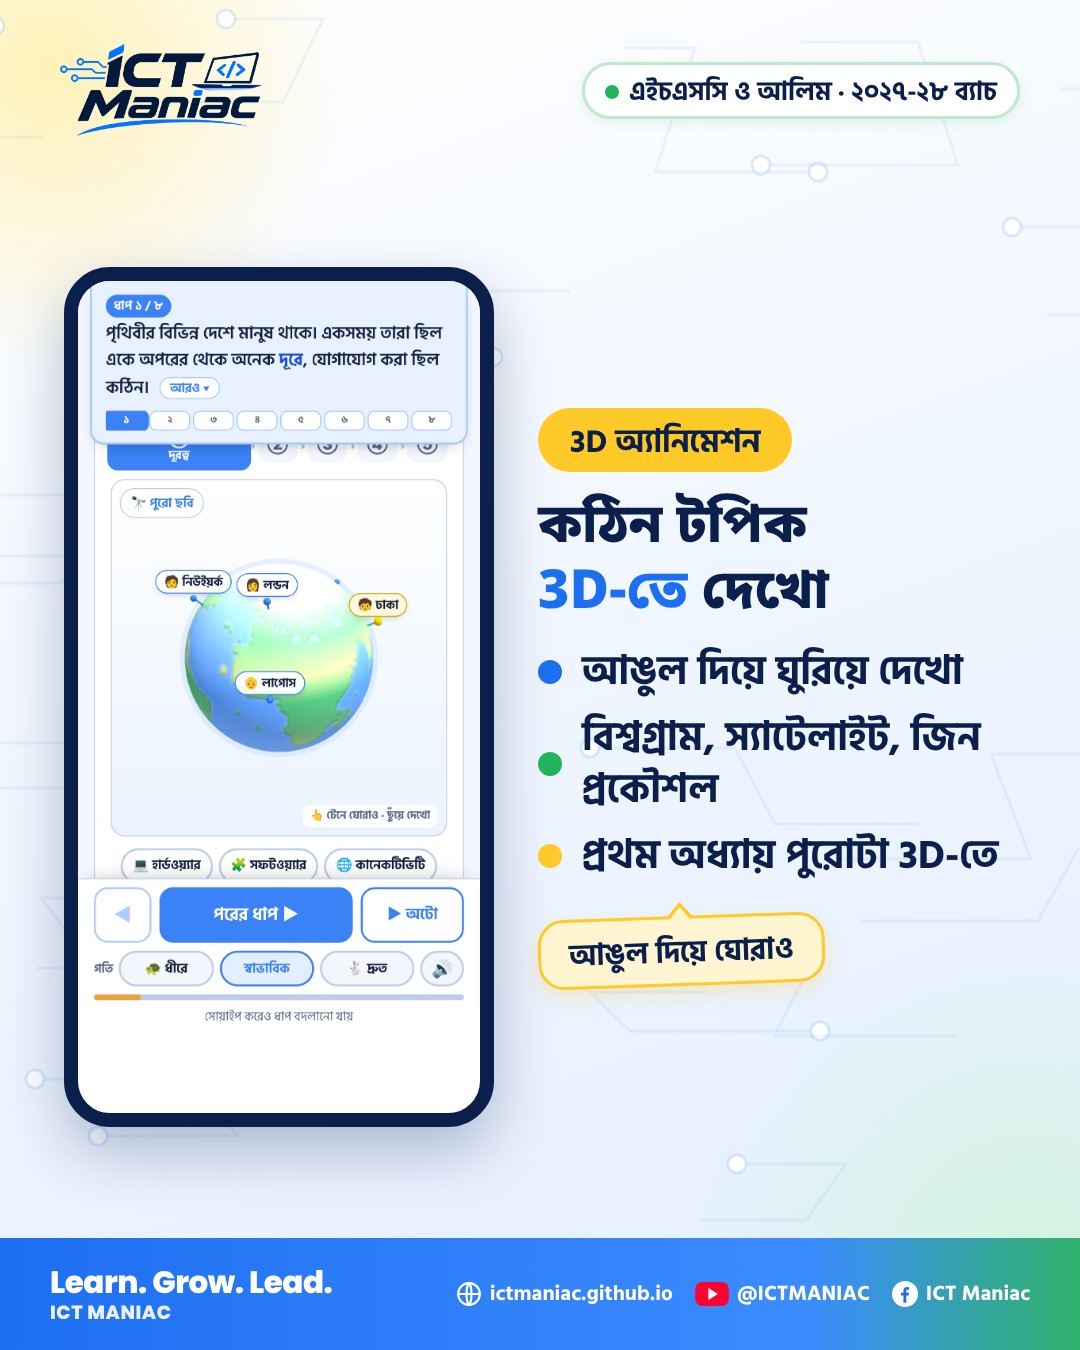 ICT
Maniac
</>
এইচএসসি ও আলিম · ২০২৭-২৮ ব্যাচ
ধাপ ১ / ৮
পৃথিবীর বিভিন্ন দেশে মানুষ থাকে। একসময় তারা ছিল
একে অপরের থেকে অনেক দূরে, যোগাযোগ করা ছিল
কঠিন। আরও ▾
১ ২ ৩ ৪ ৫ ৬ ৭ ৮
দূরত্ব
পুরো ছবি
নিউইয়র্ক
লন্ডন
ঢাকা
লাগোস
টেনে ঘোরাও · ছুঁয়ে দেখো
হার্ডওয়্যার সফটওয়্যার কানেকটিভিটি
◀ পরের ধাপ ▶ ▶ অটো
গতি ধীরে স্বাভাবিক দ্রুত
সোয়াইপ করেও ধাপ বদলানো যায়
3D অ্যানিমেশন
কঠিন টপিক
3D-তে দেখো
আঙুল দিয়ে ঘুরিয়ে দেখো
বিশ্বগ্রাম, স্যাটেলাইট, জিন
প্রকৌশল
প্রথম অধ্যায় পুরোটা 3D-তে
আঙুল দিয়ে ঘোরাও
Learn. Grow. Lead.
ICT MANIAC
ictmaniac.github.io
@ICTMANIAC
ICT Maniac